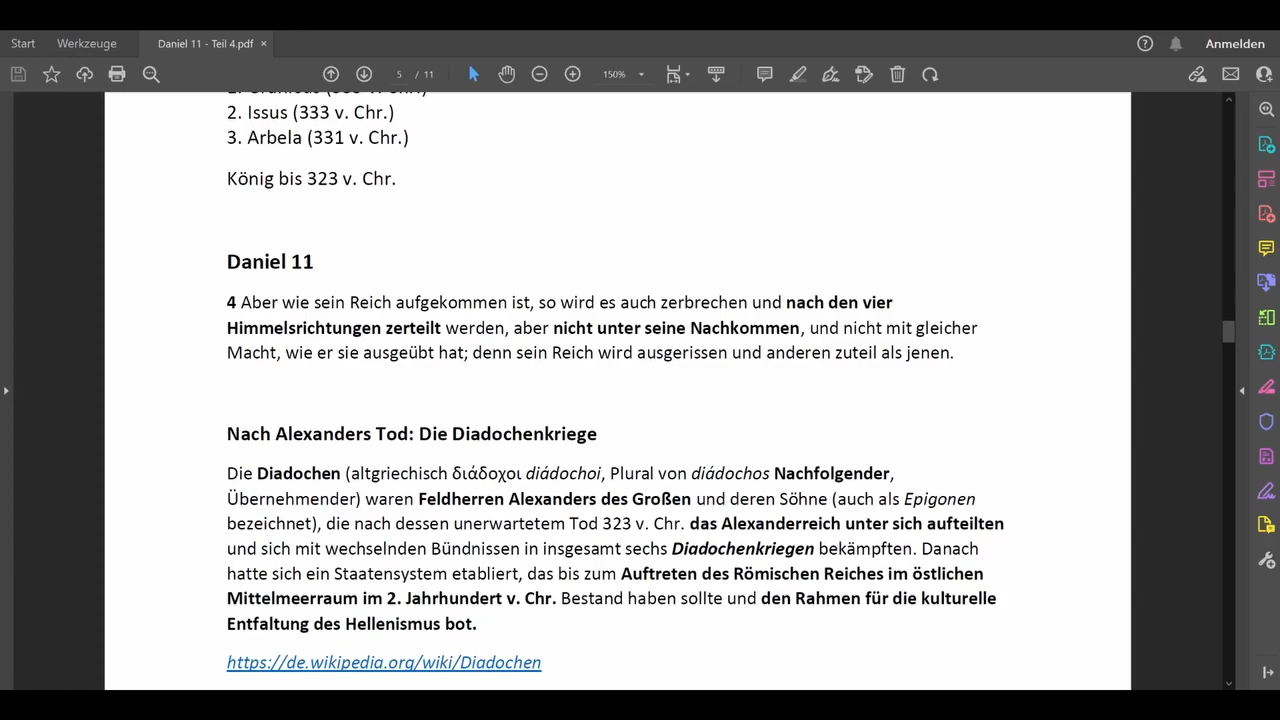 Start
Werkzeuge
Daniel 11 - Teil 4.pdf ×
Anmelden
5 / 11
150%
2. Issus (333 v. Chr.)
3. Arbela (331 v. Chr.)
König bis 323 v. Chr.
Daniel 11
4 Aber wie sein Reich aufgekommen ist, so wird es auch zerbrechen und nach den vier
Himmelsrichtungen zerteilt werden, aber nicht unter seine Nachkommen, und nicht mit gleicher
Macht, wie er sie ausgeübt hat; denn sein Reich wird ausgerissen und anderen zuteil als jenen.
Nach Alexanders Tod: Die Diadochenkriege
Die Diadochen (altgriechisch διάδοχοι diádochoi, Plural von diádochos Nachfolgender,
Übernehmender) waren Feldherren Alexanders des Großen und deren Söhne (auch als Epigonen
bezeichnet), die nach dessen unerwartetem Tod 323 v. Chr. das Alexanderreich unter sich aufteilten
und sich mit wechselnden Bündnissen in insgesamt sechs Diadochenkriegen bekämpften. Danach
hatte sich ein Staatensystem etabliert, das bis zum Auftreten des Römischen Reiches im östlichen
Mittelmeerraum im 2. Jahrhundert v. Chr. Bestand haben sollte und den Rahmen für die kulturelle
Entfaltung des Hellenismus bot.
https://de.wikipedia.org/wiki/Diadochen